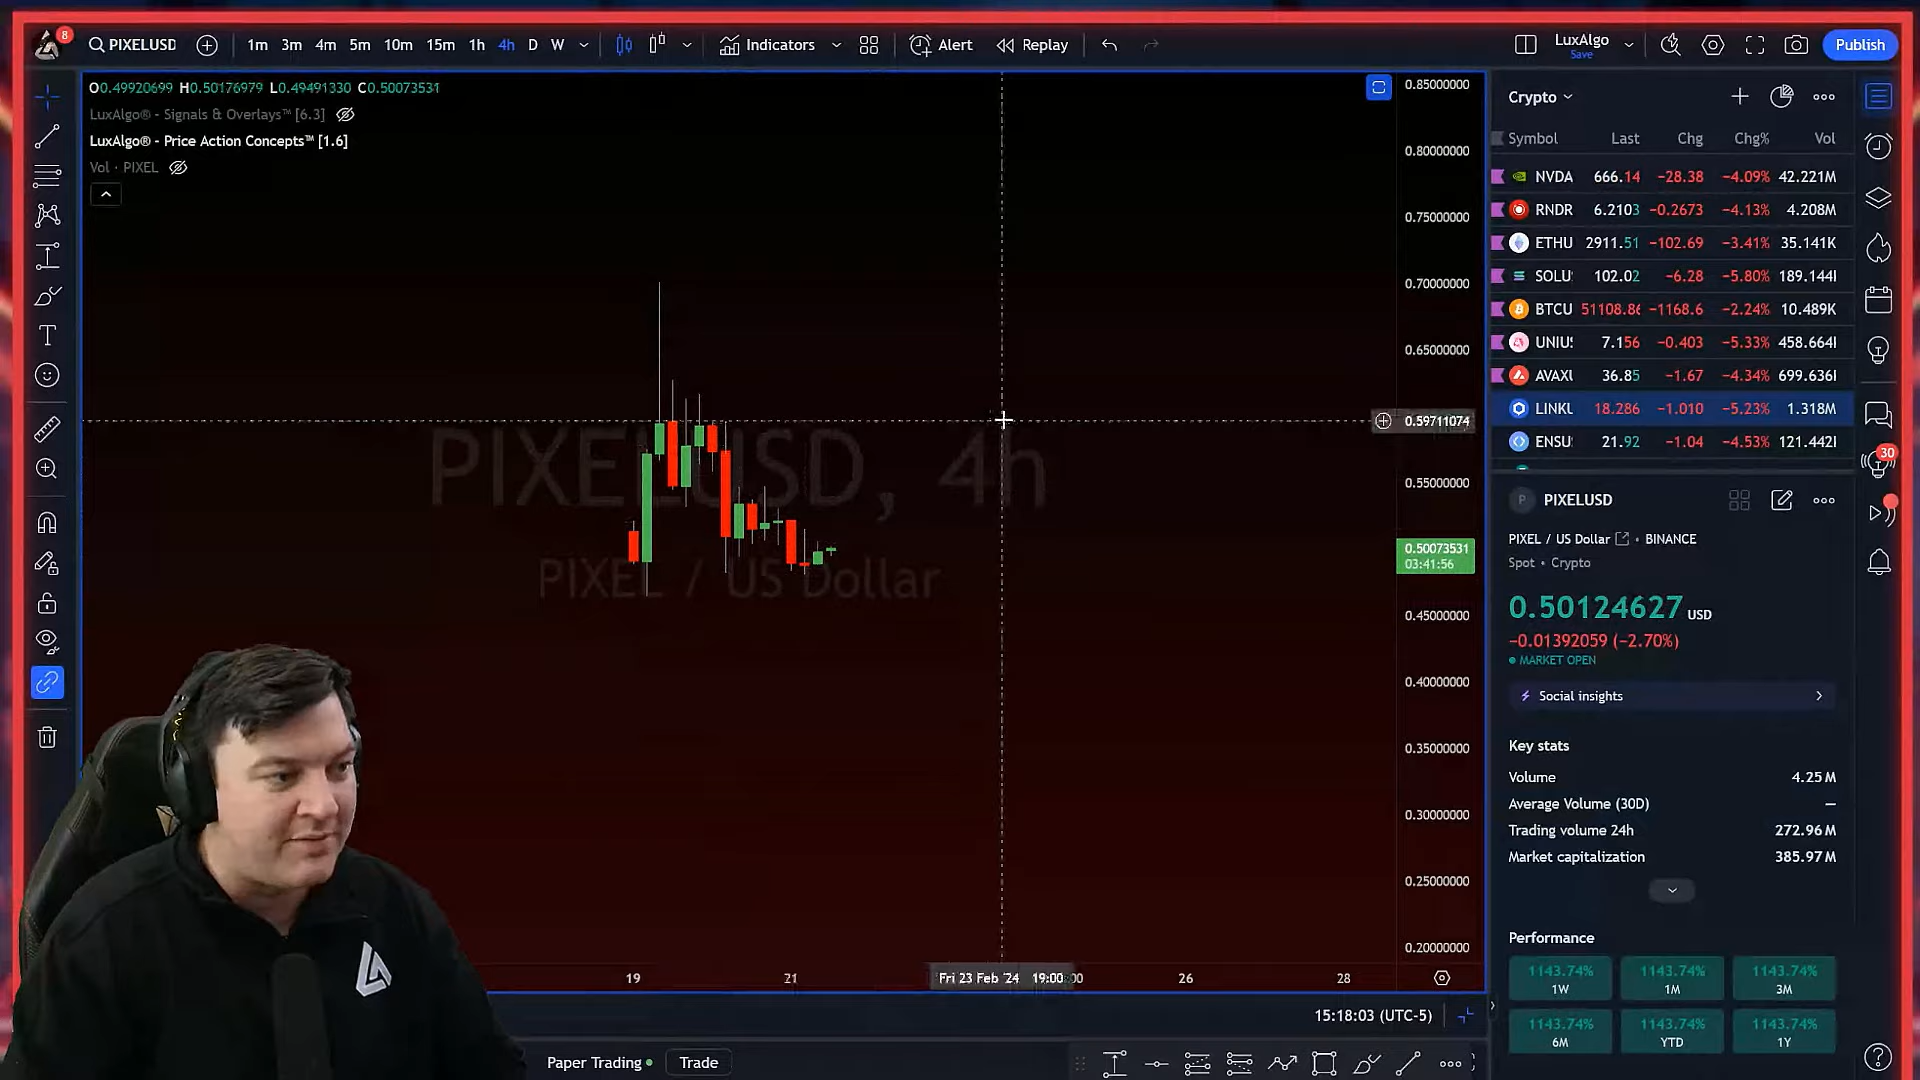 8
PIXELUSD
1m 3m 4m 5m 10m 15m 1h 4h D W
Indicators
Alert
Replay
LuxAlgo
Save
Publish
O0.49920699 H0.50176979 L0.49491330 C0.50073531
LuxAlgo® - Signals & Overlays™ [6.3]
LuxAlgo® - Price Action Concepts™ [1.6]
Vol · PIXEL
PIXELUSD, 4h
PIXEL / US Dollar
0.85000000
0.80000000
0.75000000
0.70000000
0.65000000
0.59711074
0.55000000
0.50073531
03:41:56
0.45000000
0.40000000
0.35000000
0.30000000
0.25000000
0.20000000
19 21 Fri 23 Feb '24 19:00 26 28
15:18:03 (UTC-5)
Paper Trading
Trade
Crypto
Symbol Last Chg Chg% Vol
NVDA 666.14 −28.38 −4.09% 42.221M
RNDR 6.2103 −0.2673 −4.13% 4.208M
ETHU 2911.51 −102.69 −3.41% 35.141K
SOLU 102.02 −6.28 −5.80% 189.144I
BTCU 51108.86 −1168.6 −2.24% 10.489K
UNIU 7.156 −0.403 −5.33% 458.664I
AVAXU 36.85 −1.67 −4.34% 699.636I
LINKU 18.286 −1.010 −5.23% 1.318M
ENSU 21.92 −1.04 −4.53% 121.442I
30
P PIXELUSD
PIXEL / US Dollar • BINANCE
Spot • Crypto
0.50124627 USD
−0.01392059 (−2.70%)
MARKET OPEN
Social insights
Key stats
Volume 4.25 M
Average Volume (30D) —
Trading volume 24h 272.96 M
Market capitalization 385.97 M
Performance
1143.74% 1143.74% 1143.74%
1W 1M 3M
1143.74% 1143.74% 1143.74%
6M YTD 1Y